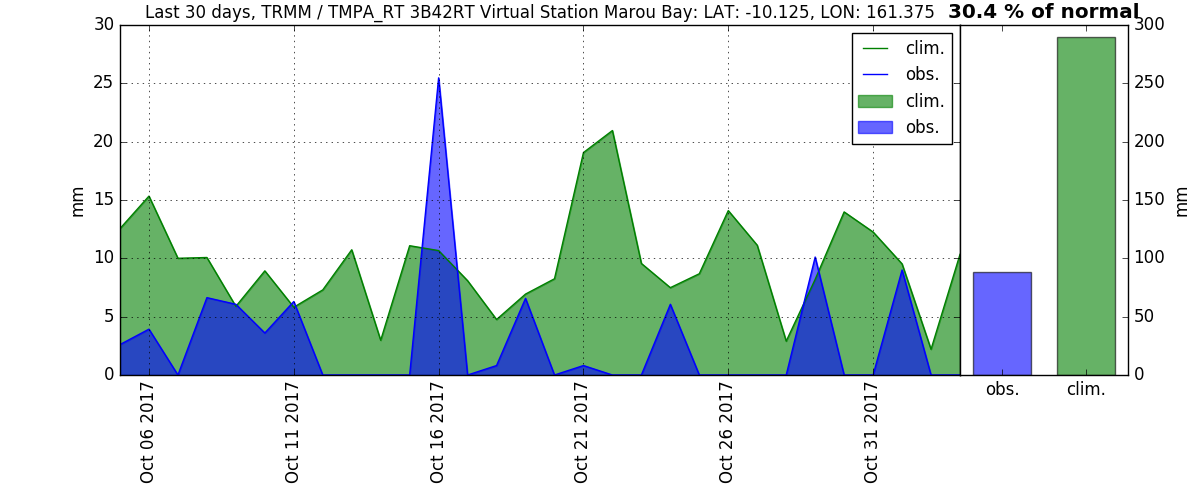 Last 30 days, TRMM / TMPA_RT 3B42RT Virtual Station Marou Bay: LAT: -10.125, LON: 161.375 30.4 % of normal
30
25
20
15
10
5
0
mm
clim.
obs.
clim.
obs.
300
250
200
150
100
50
0
mm
obs. clim.
Oct 06 2017
Oct 11 2017
Oct 16 2017
Oct 21 2017
Oct 26 2017
Oct 31 2017